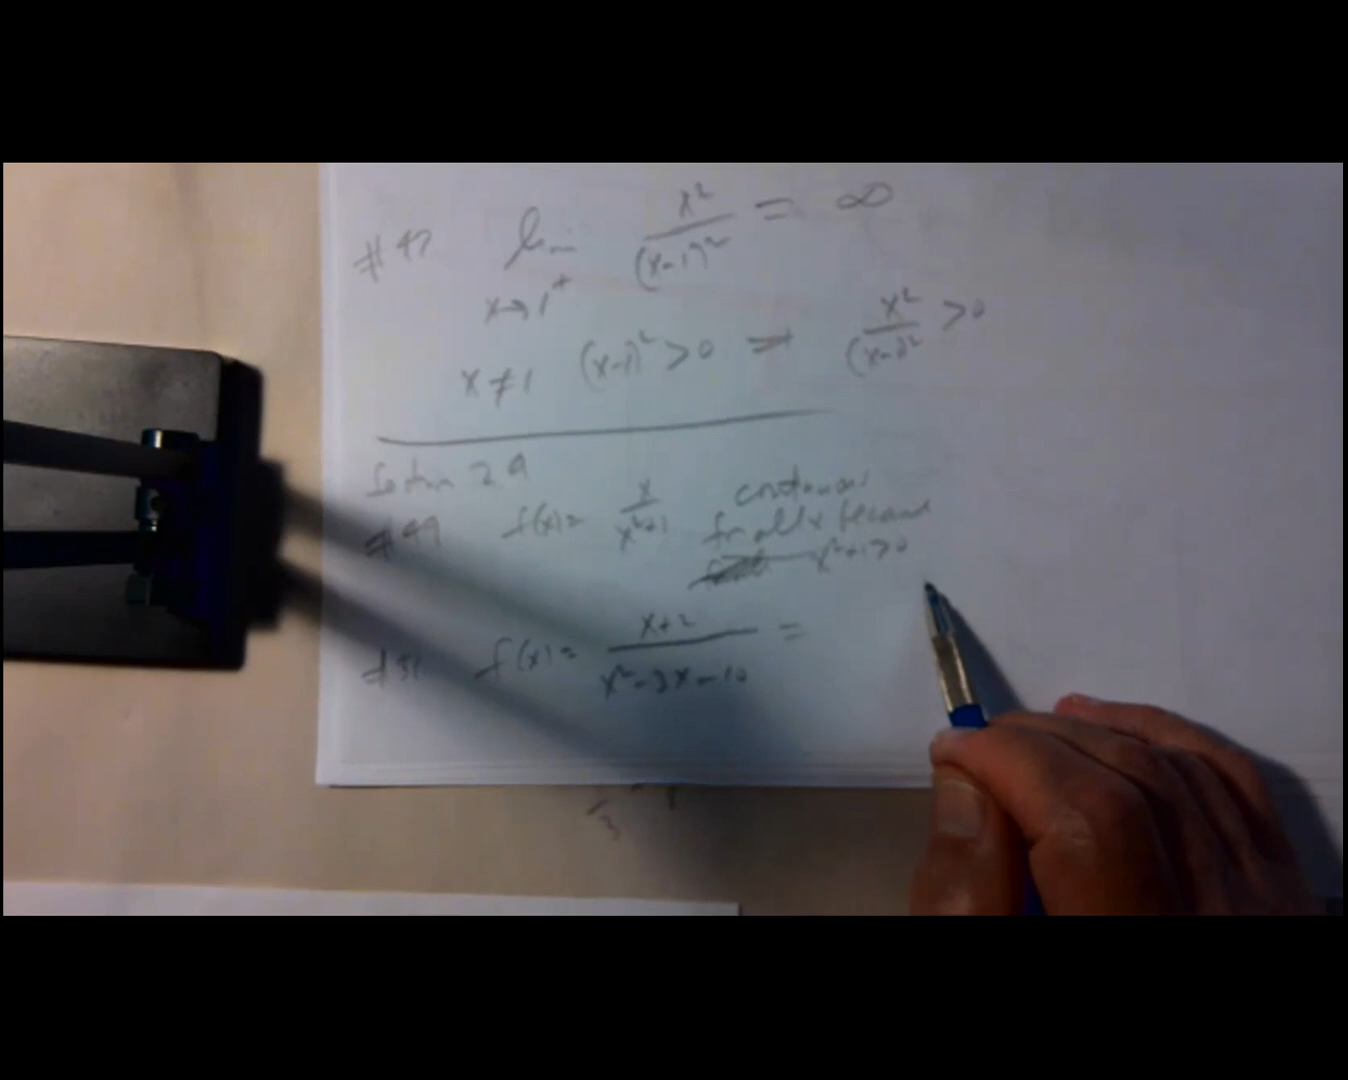 #47 lim x→1⁺ x²/(x-1)² = ∞
x ≠ 1 (x-1)² > 0 ⇒ x²/(x-1)² > 0
Section 2.4
#49 f(x) = x/(x²+1) continuous
for all x because
x²+1>0
#51 f(x) = (x+2)/(x²-3x-10) =